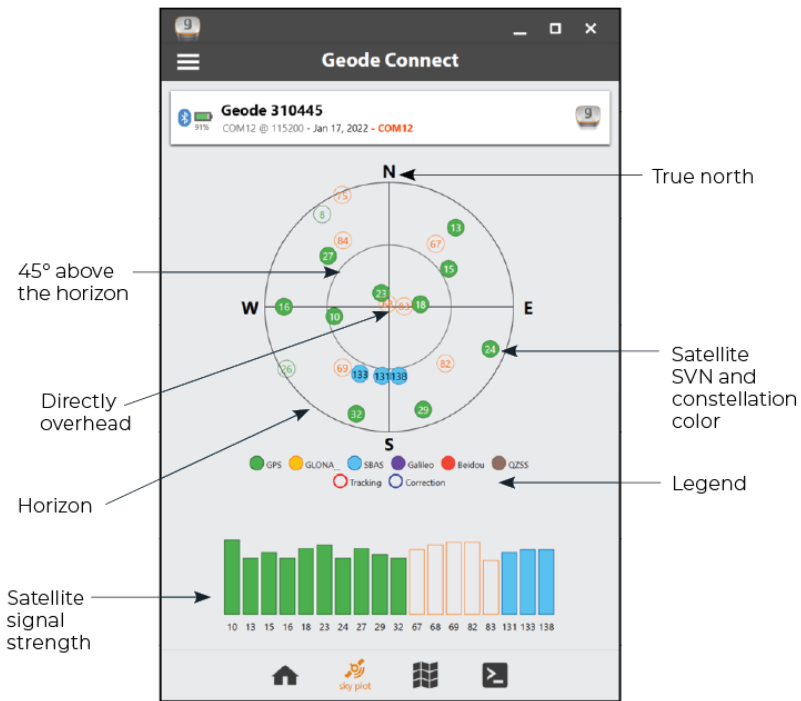 g
Geode Connect
Geode 310445
91%
COM12 @ 115200 - Jan 17, 2022 - COM12
g
N
True north
75
8
13
84
67
27
15
45° above
the horizon
23
83
18
W
16
10
E
24
Satellite
SVN and
constellation
color
26
69
133
131
138
82
Directly
overhead
32
29
S
GPS
GLONA_
SBAS
Galileo
Beidou
QZSS
Tracking
Correction
Legend
Horizon
Satellite
signal
strength
10 13 15 16 18 23 24 27 29 32 67 68 69 82 83 131 133 138
sky plot